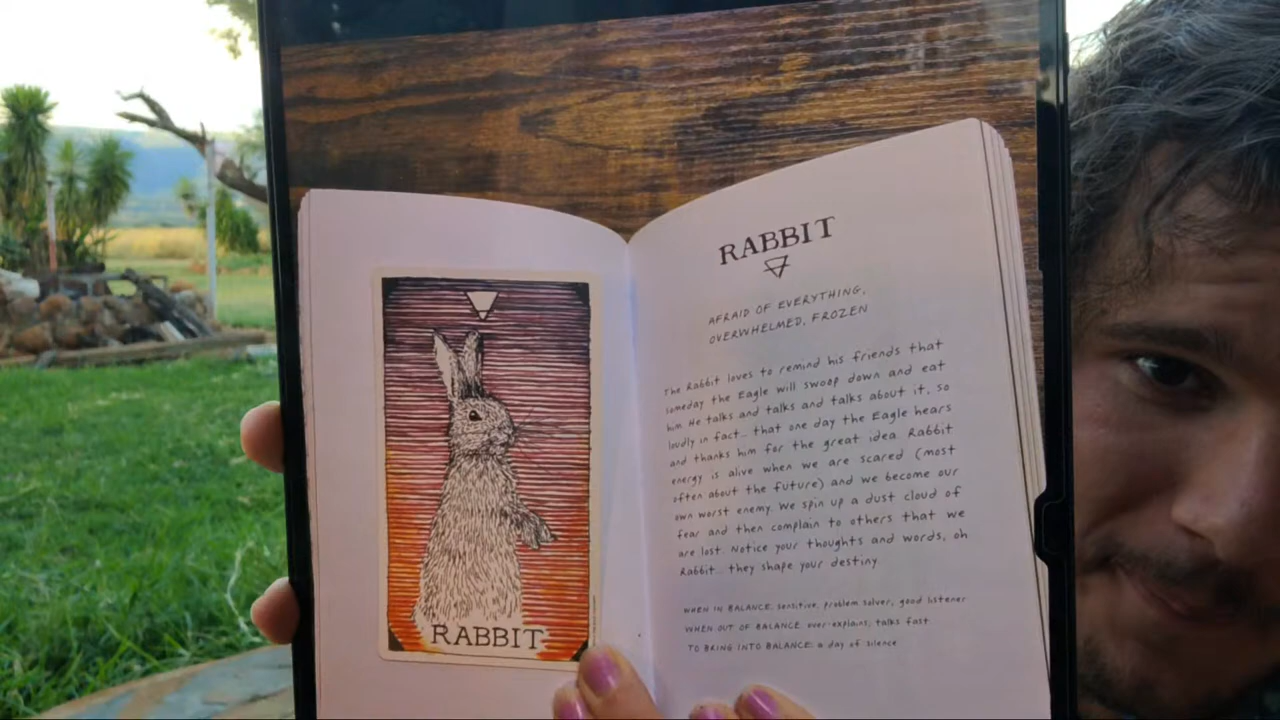 RABBIT
RABBIT
AFRAID OF EVERYTHING,
OVERWHELMED, FROZEN
The Rabbit loves to remind his friends that
someday the Eagle will swoop down and eat
him. He talks and talks and talks about it, so
loudly in fact... that one day the Eagle hears
and thanks him for the great idea. Rabbit
energy is alive when we are scared (most
often about the future) and we become our
own worst enemy. We spin up a dust cloud of
fear and then complain to others that we
are lost. Notice your thoughts and words, oh
Rabbit... they shape your destiny.
WHEN IN BALANCE: sensitive, problem solver, good listener
WHEN OUT OF BALANCE: over-explains, talks fast
TO BRING INTO BALANCE: a day of silence